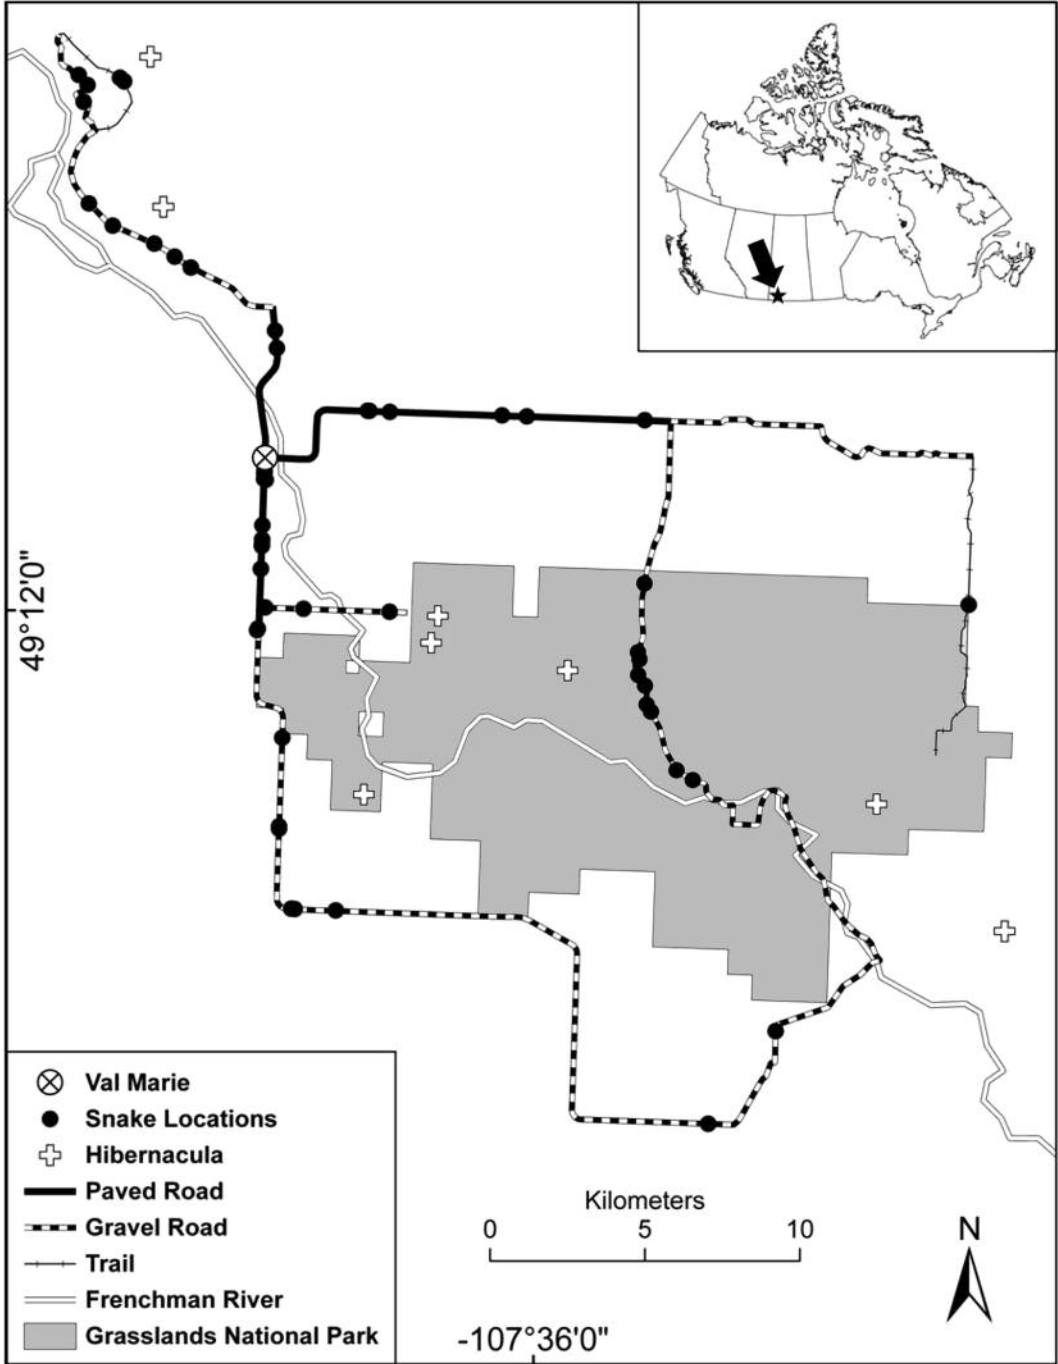 49°12'0"
Val Marie
Snake Locations
Hibernacula
Paved Road
Gravel Road
Trail
Frenchman River
Grasslands National Park
Kilometers
0 5 10
N
-107°36'0"